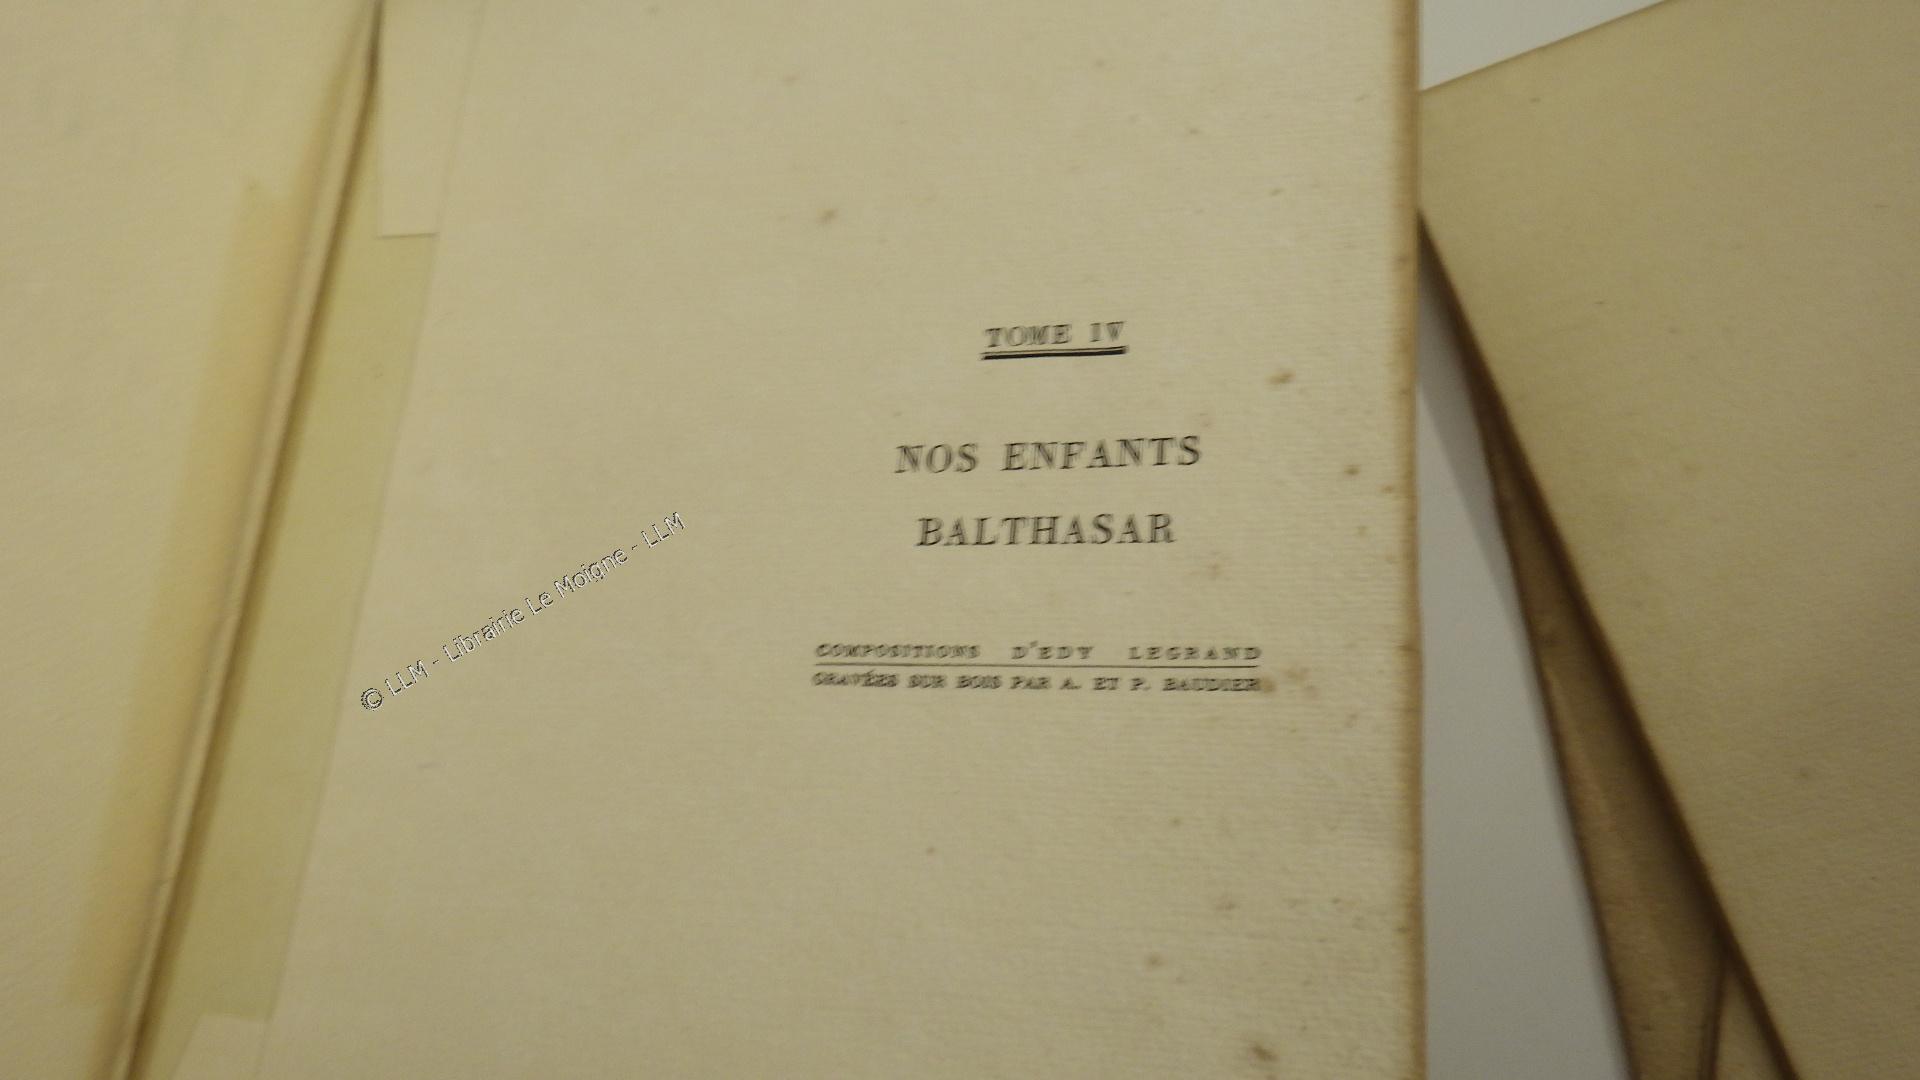 TOME IV
NOS ENFANTS
BALTHASAR
COMPOSITIONS D'EDY LEGRAND
GRAVÉES SUR BOIS PAR A. ET P. BAUDIER
© LLM - Librairie Le Moigne - LLM